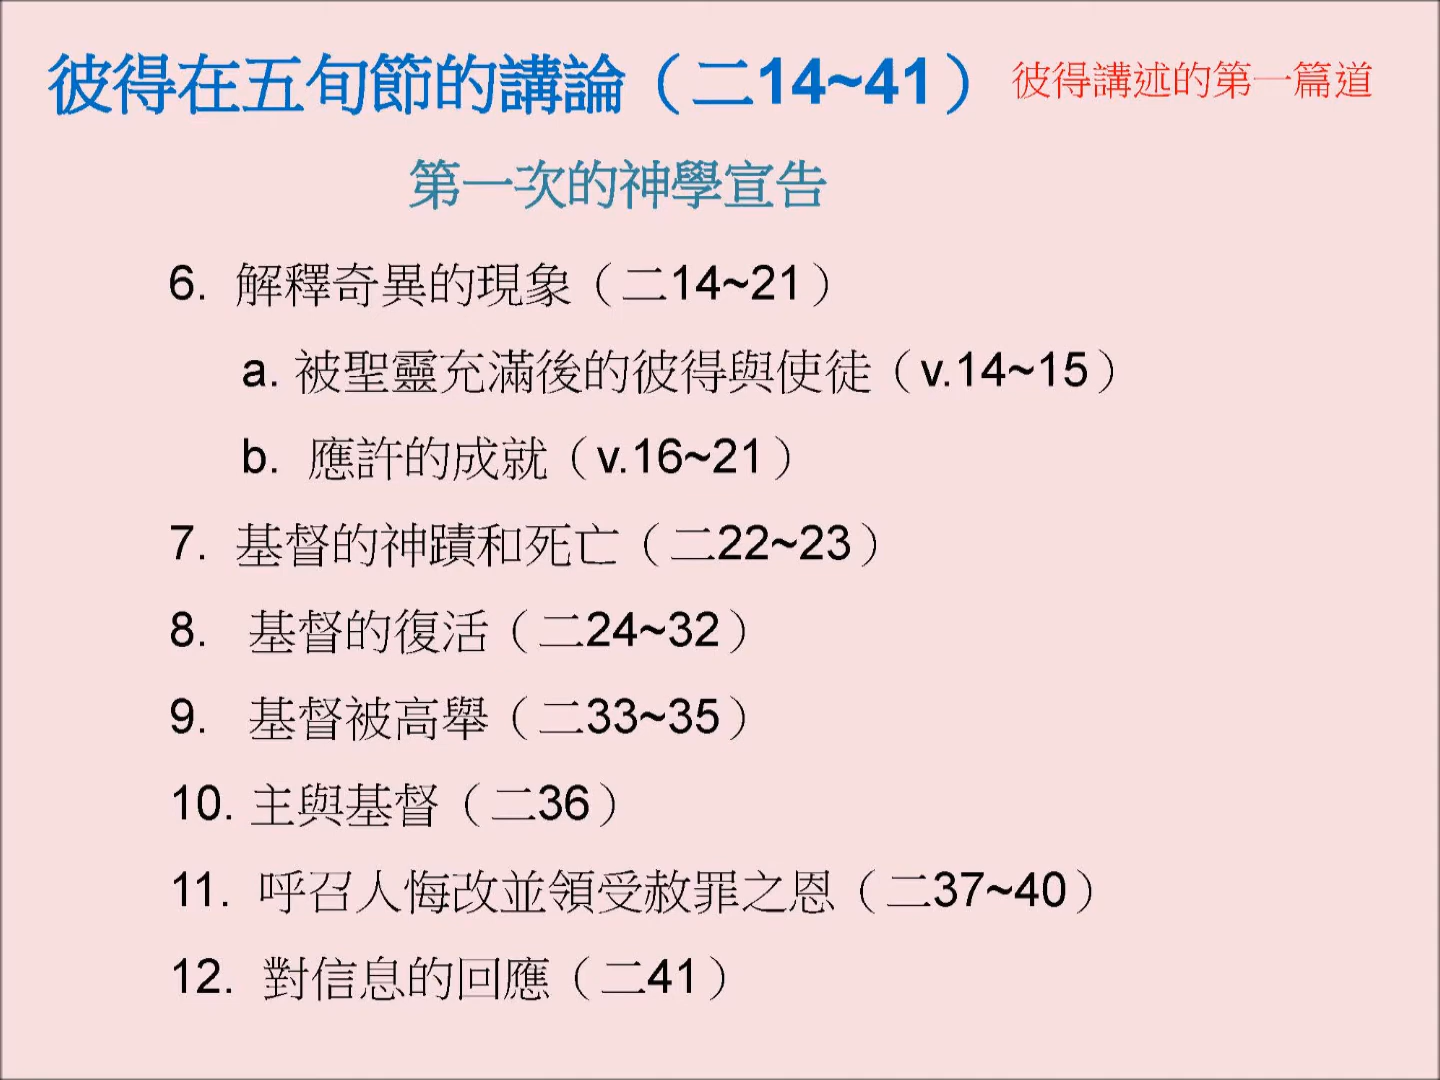 彼得在五旬節的講論（二14~41）彼得講述的第一篇道
第一次的神學宣告
6. 解釋奇異的現象（二14~21）
a. 被聖靈充滿後的彼得與使徒（v.14~15）
b. 應許的成就（v.16~21）
7. 基督的神蹟和死亡（二22~23）
8. 基督的復活（二24~32）
9. 基督被高舉（二33~35）
10. 主與基督（二36）
11. 呼召人悔改並領受赦罪之恩（二37~40）
12. 對信息的回應（二41）